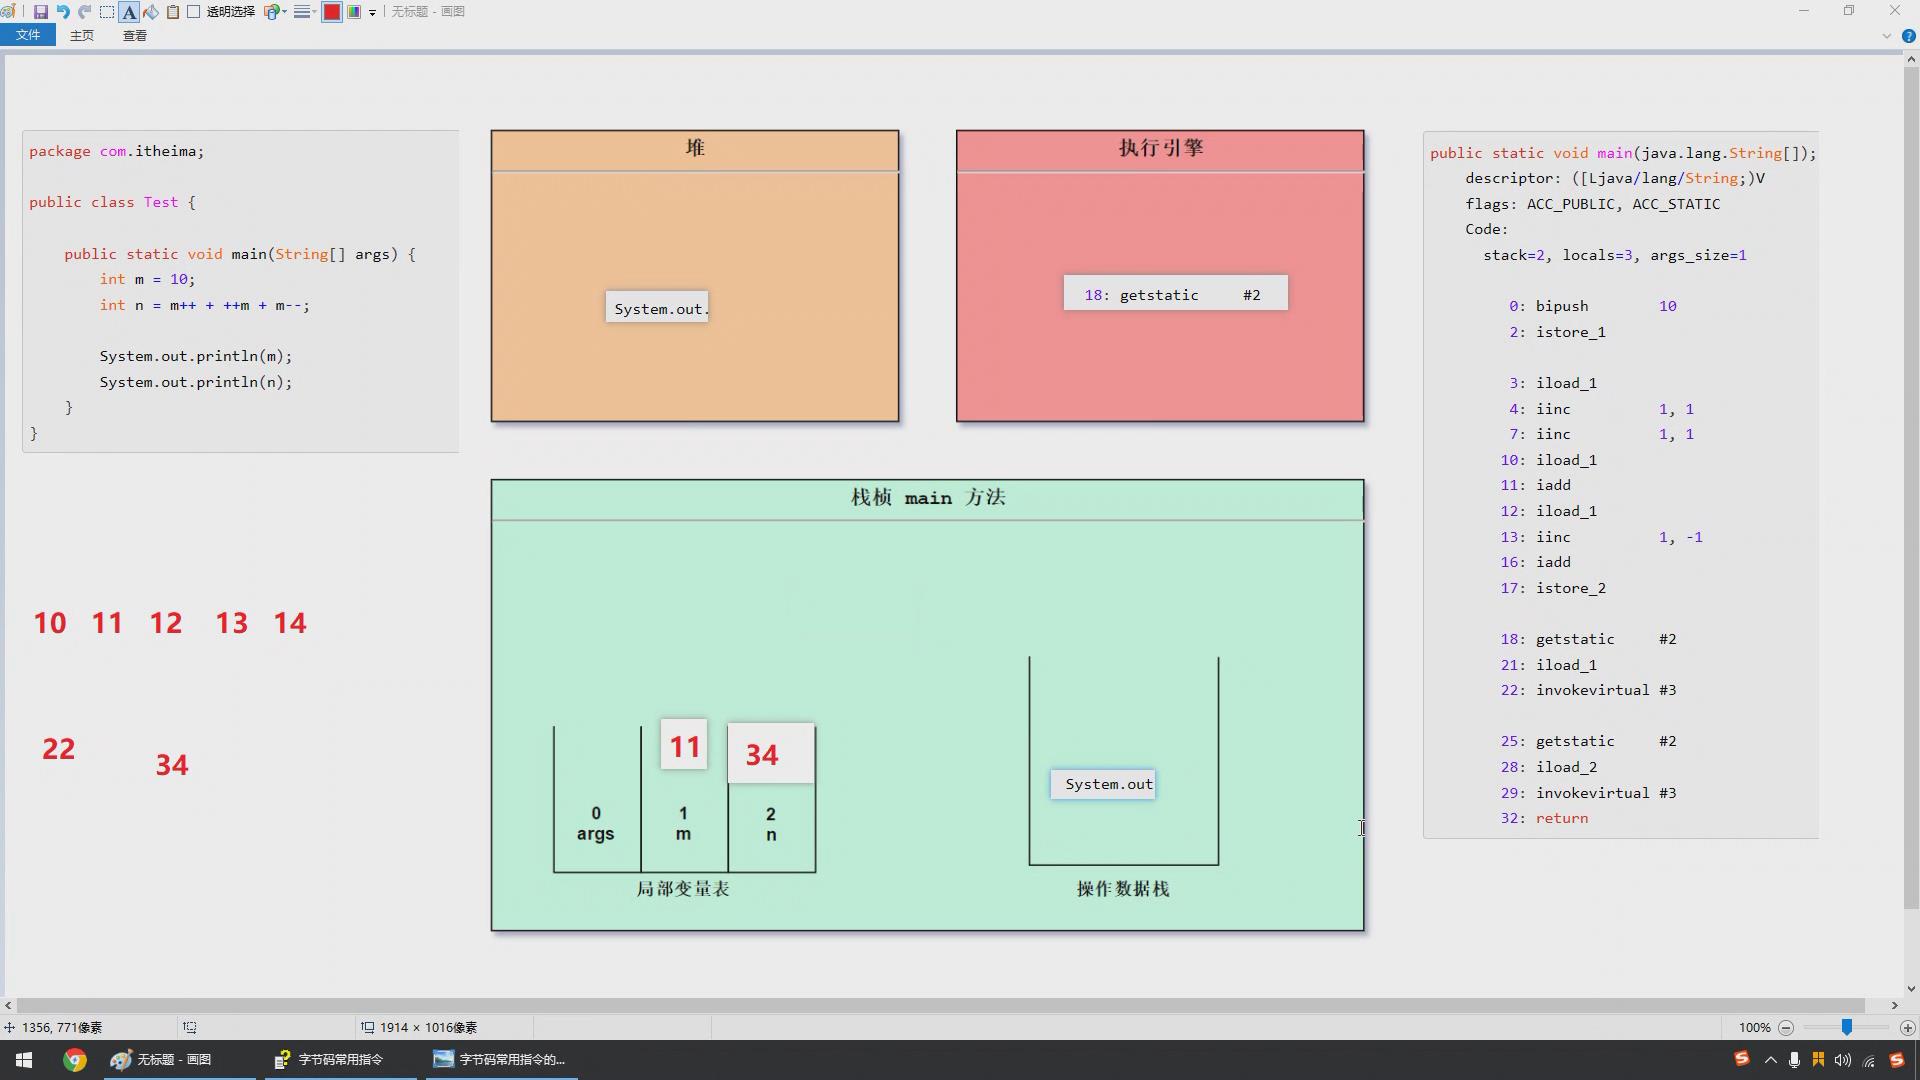 透明选择
无标题 - 画图
文件
主页
查看
package com.itheima;
public class Test {
public static void main(String[] args) {
int m = 10;
int n = m++ + ++m + m--;
System.out.println(m);
System.out.println(n);
}
}
10 11 12 13 14
22
34
堆
System.out.
执行引擎
18: getstatic #2
栈桢 main 方法
11
34
0
args
1
m
2
n
局部变量表
System.out
操作数据栈
public static void main(java.lang.String[]);
descriptor: ([Ljava/lang/String;)V
flags: ACC_PUBLIC, ACC_STATIC
Code:
stack=2, locals=3, args_size=1
0: bipush 10
2: istore_1
3: iload_1
4: iinc 1, 1
7: iinc 1, 1
10: iload_1
11: iadd
12: iload_1
13: iinc 1, -1
16: iadd
17: istore_2
18: getstatic #2
21: iload_1
22: invokevirtual #3
25: getstatic #2
28: iload_2
29: invokevirtual #3
32: return
1356, 771像素
1914 × 1016像素
100%
无标题 - 画图
字节码常用指令
字节码常用指令的...